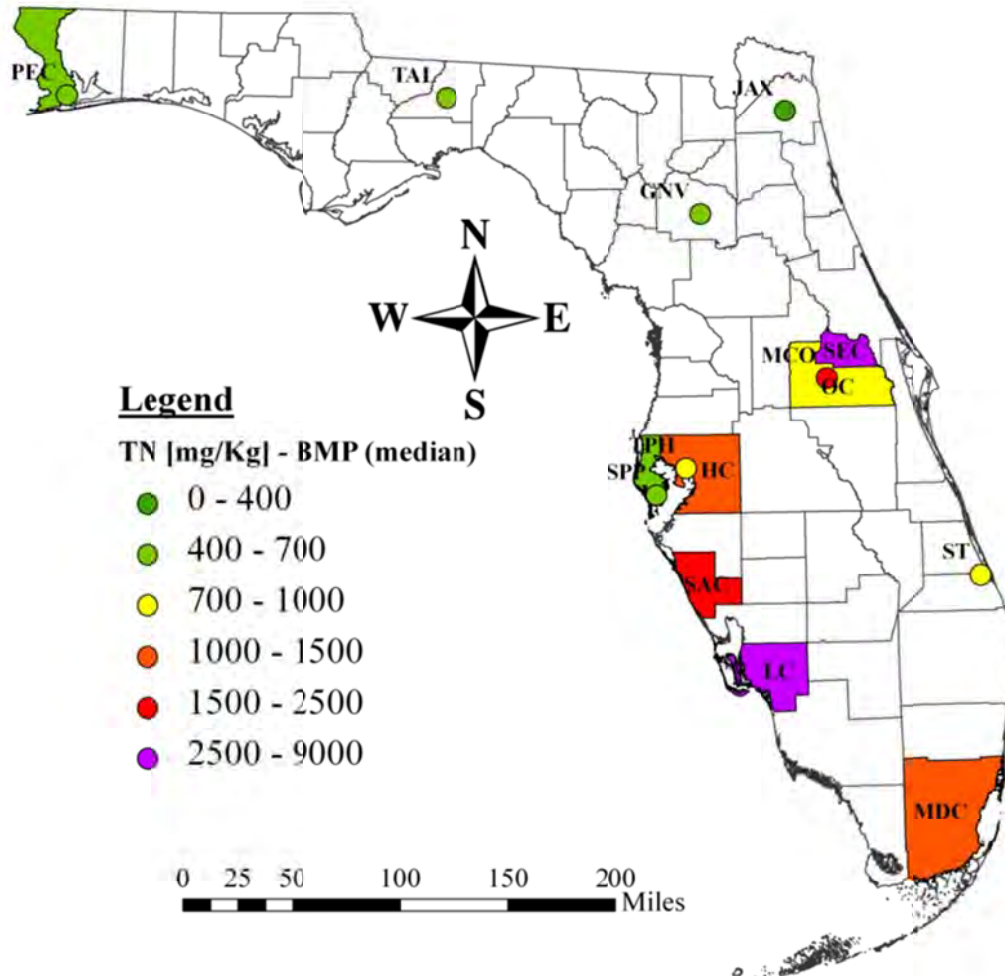 PEC
TAL
JAX
GNV
N
W
E
S
MCO
SEC
OC
Legend
TN [mg/Kg] - BMP (median)
0 - 400
400 - 700
700 - 1000
1000 - 1500
1500 - 2500
2500 - 9000
TPH
SPP
HC
ST
SAC
LC
MDC
0 25 50 100 150 200
Miles